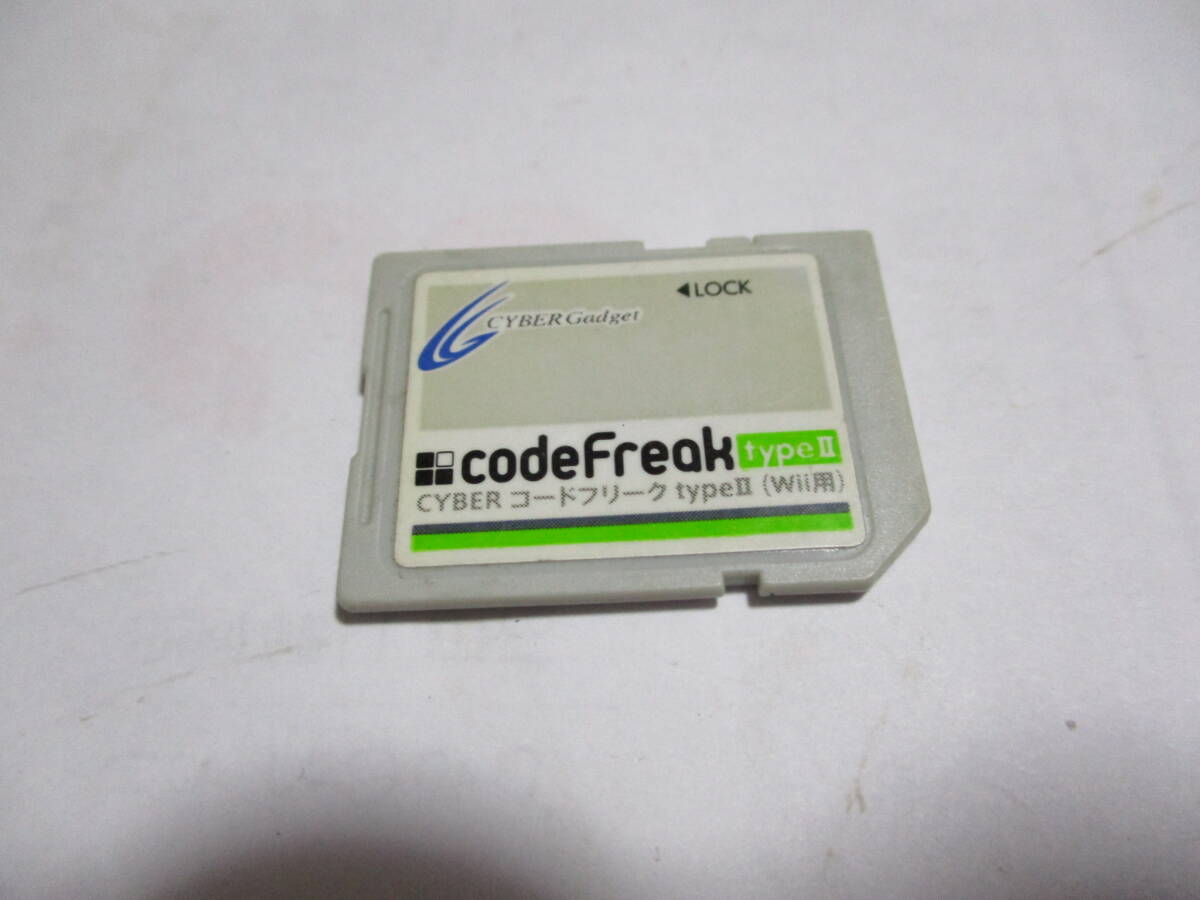 ◀LOCK
CYBER Gadget
codeFreak typeⅡ
CYBER コードフリーク typeⅡ (Wii用)